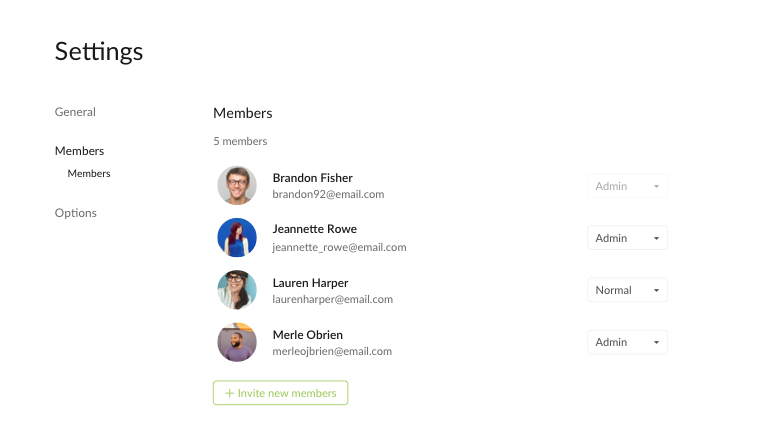 Settings
General
Members
Members
Options
Members
5 members
Brandon Fisher
brandon92@email.com
Admin
Jeannette Rowe
jeannette_rowe@email.com
Admin
Lauren Harper
laurenharper@email.com
Normal
Merle Obrien
merleojbrien@email.com
Admin
+ Invite new members